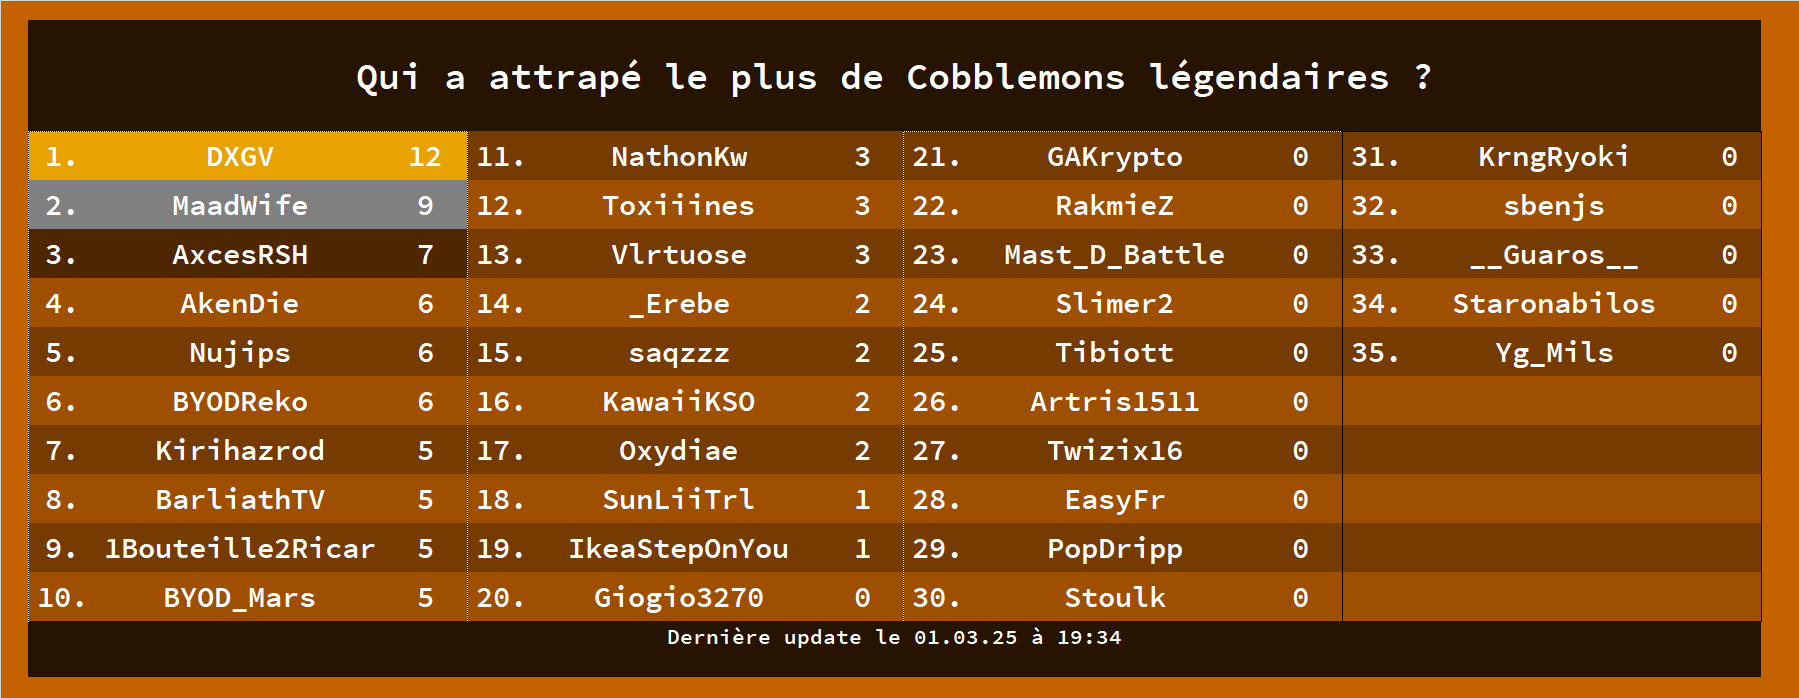 Qui a attrapé le plus de Cobblemons légendaires ?
1. DXGV 12
2. MaadWife 9
3. AxcesRSH 7
4. AkenDie 6
5. Nujips 6
6. BYODReko 6
7. Kirihazrod 5
8. BarliathTV 5
9. 1Bouteille2Ricar 5
10. BYOD_Mars 5
11. NathonKw 3
12. Toxiiines 3
13. Vlrtuose 3
14. _Erebe 2
15. saqzzz 2
16. KawaiiKSO 2
17. Oxydiae 2
18. SunLiiTrl 1
19. IkeaStepOnYou 1
20. Giogio3270 0
21. GAKrypto 0
22. RakmieZ 0
23. Mast_D_Battle 0
24. Slimer2 0
25. Tibiott 0
26. Artris1511 0
27. Twizix16 0
28. EasyFr 0
29. PopDripp 0
30. Stoulk 0
31. KrngRyoki 0
32. sbenjs 0
33. __Guaros__ 0
34. Staronabilos 0
35. Yg_Mils 0
Dernière update le 01.03.25 à 19:34